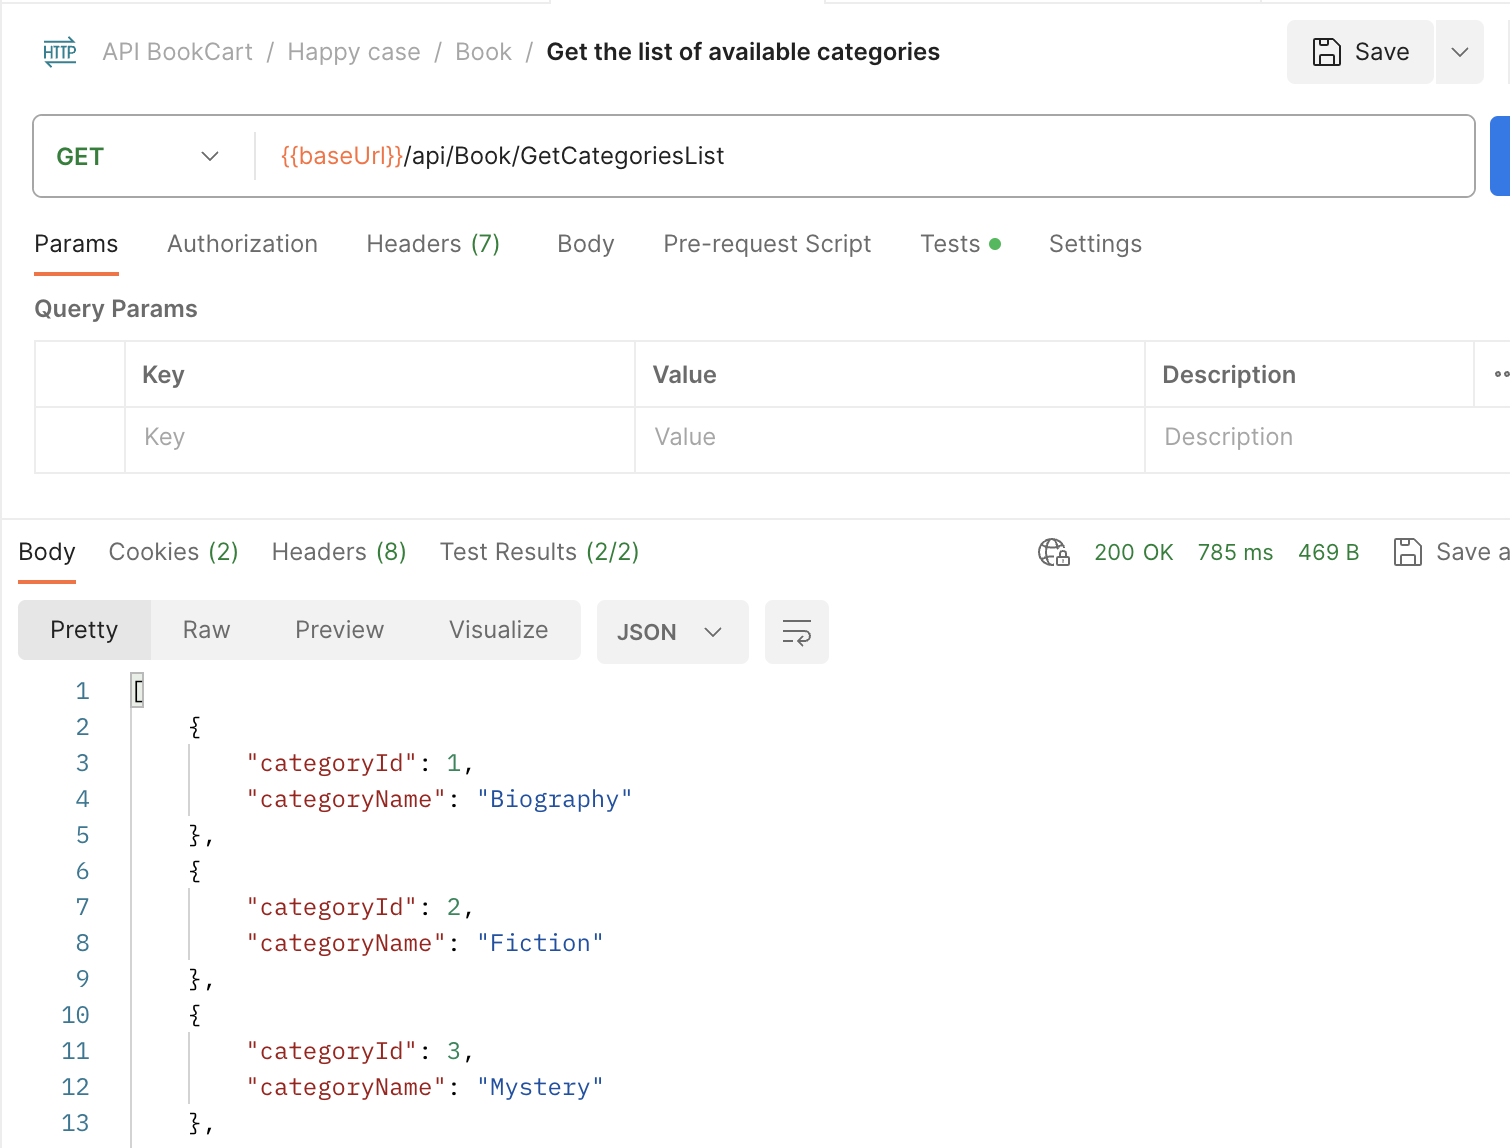 HTTP API BookCart / Happy case / Book / Get the list of available categories Save
GET {{baseUrl}}/api/Book/GetCategoriesList
Params Authorization Headers (7) Body Pre-request Script Tests Settings
Query Params
Key Value Description
Key Value Description
Body Cookies (2) Headers (8) Test Results (2/2) 200 OK 785 ms 469 B Save a
Pretty Raw Preview Visualize JSON
1 [
2 {
3 "categoryId": 1,
4 "categoryName": "Biography"
5 },
6 {
7 "categoryId": 2,
8 "categoryName": "Fiction"
9 },
10 {
11 "categoryId": 3,
12 "categoryName": "Mystery"
13 },